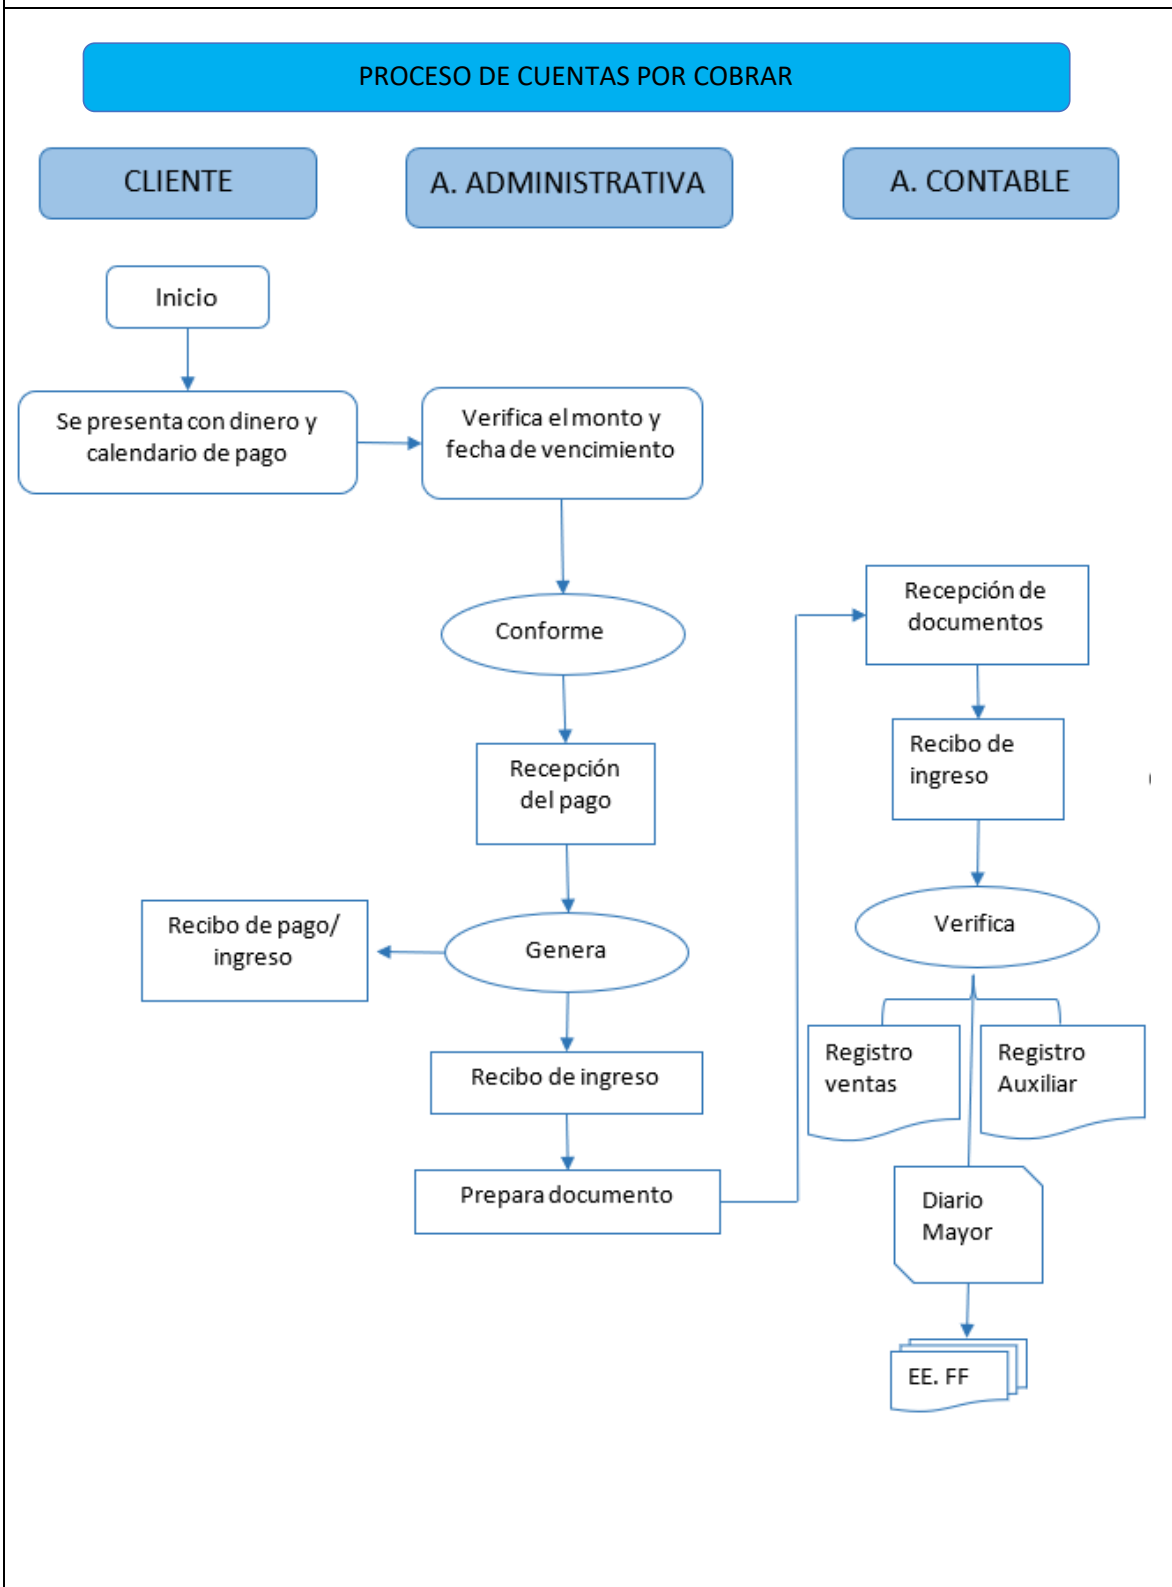 PROCESO DE CUENTAS POR COBRAR
CLIENTE
A. ADMINISTRATIVA
A. CONTABLE
Inicio
Se presenta con dinero y
calendario de pago
Verifica el monto y
fecha de vencimiento
Conforme
Recepción
del pago
Genera
Recibo de pago/
ingreso
Recibo de ingreso
Prepara documento
Recepción de
documentos
Recibo de
ingreso
Verifica
Registro
ventas
Registro
Auxiliar
Diario
Mayor
EE. FF